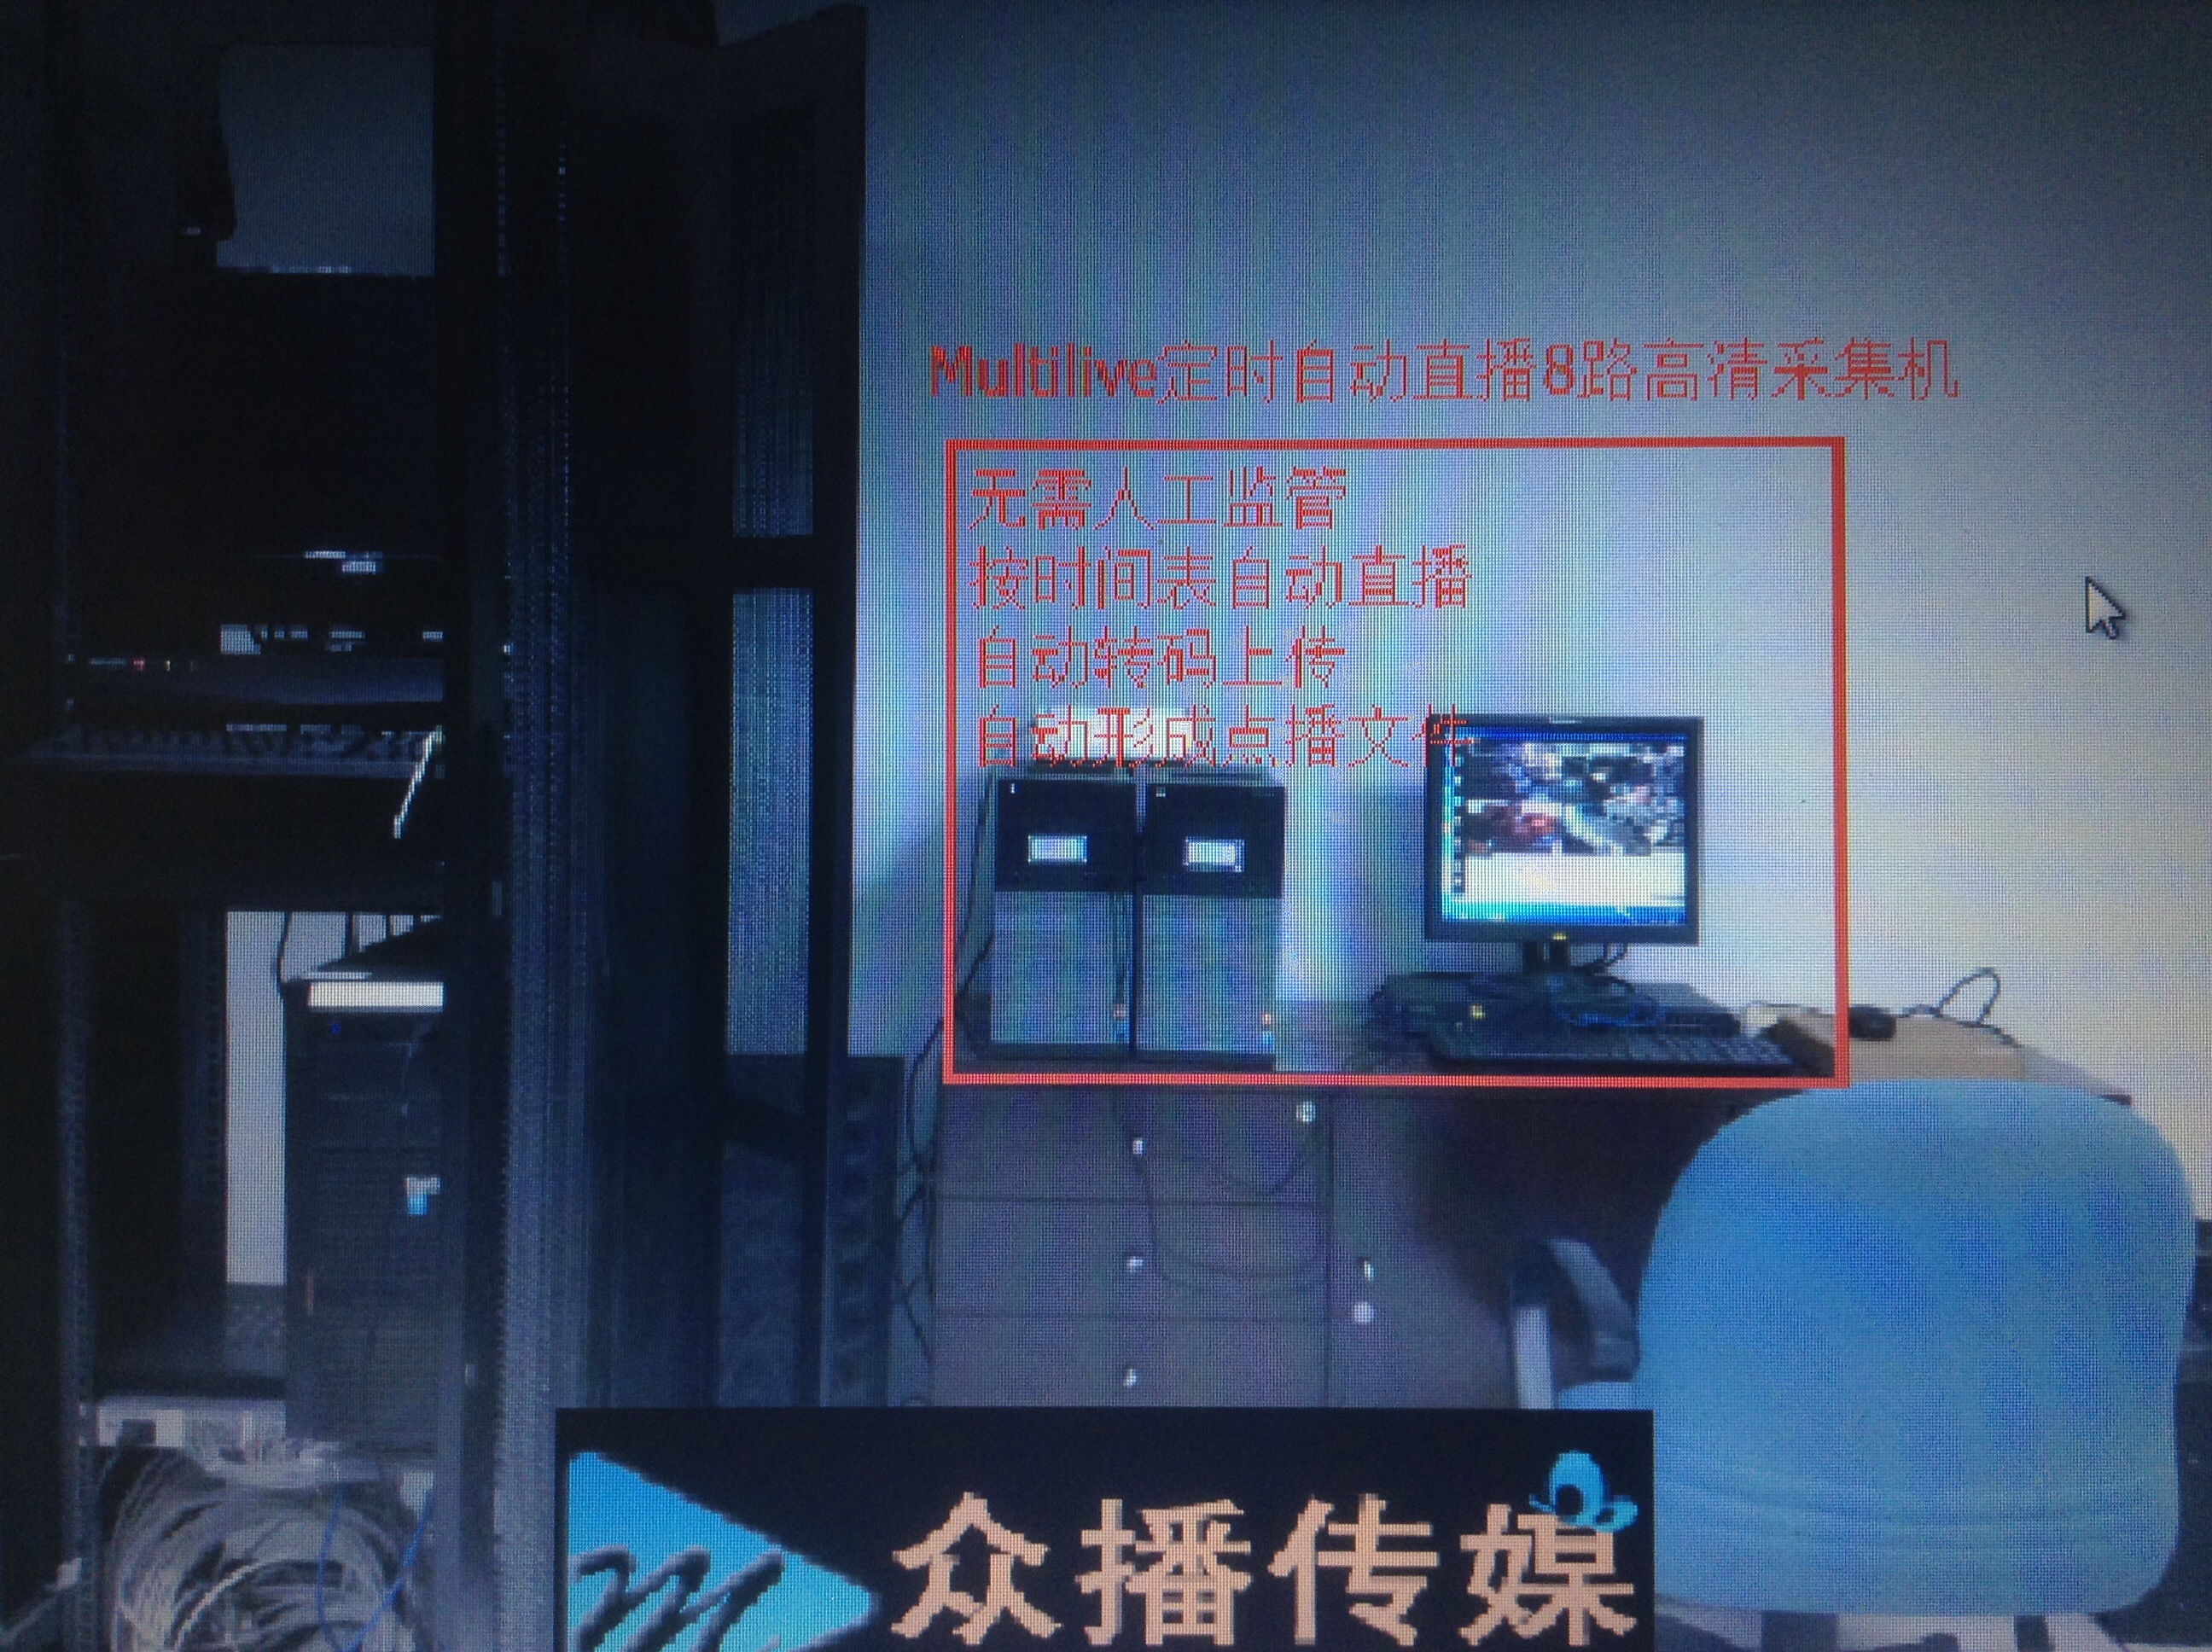 Multilive定时自动直播8路高清采集机
无需人工监管
按时间表自动直播
自动转码上传
自动形成点播文件
众播传媒